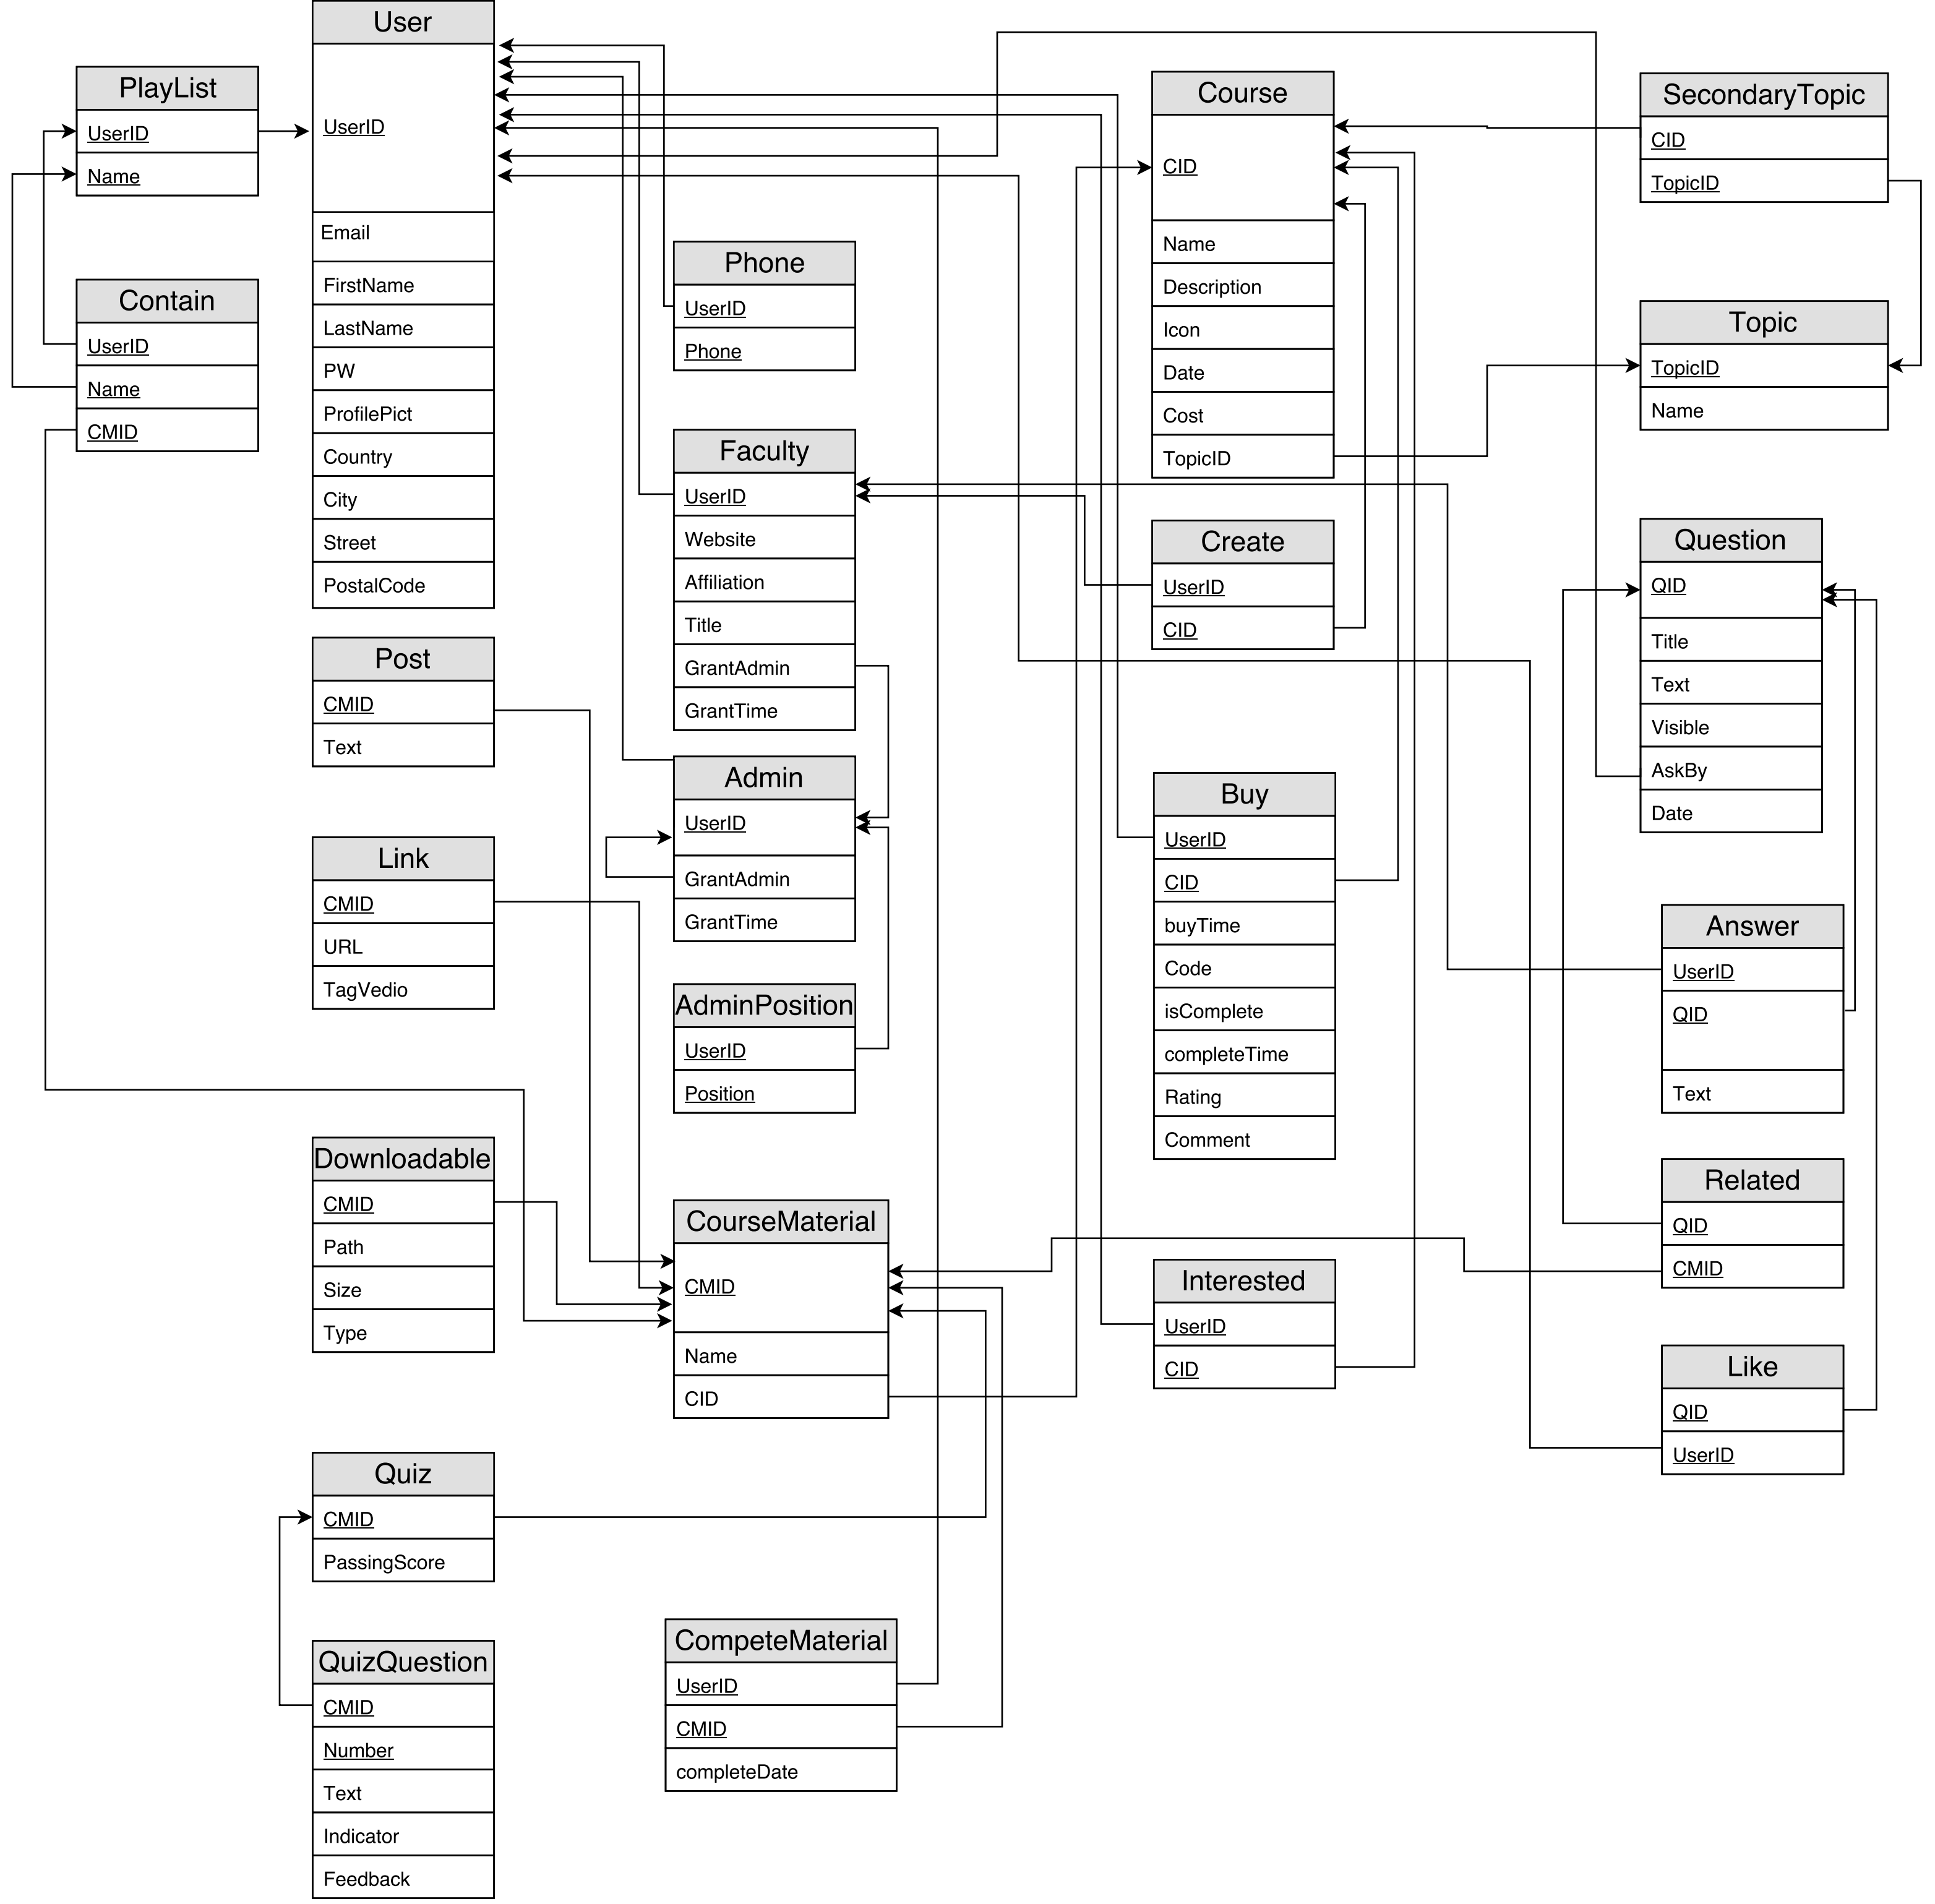 User
UserID
Email
FirstName
LastName
PW
ProfilePict
Country
City
Street
PostalCode
PlayList
UserID
Name
Contain
UserID
Name
CMID
Post
CMID
Text
Link
CMID
URL
TagVedio
Downloadable
CMID
Path
Size
Type
Quiz
CMID
PassingScore
QuizQuestion
CMID
Number
Text
Indicator
Feedback
Phone
UserID
Phone
Faculty
UserID
Website
Affiliation
Title
GrantAdmin
GrantTime
Admin
UserID
GrantAdmin
GrantTime
AdminPosition
UserID
Position
CourseMaterial
CMID
Name
CID
CompeteMaterial
UserID
CMID
completeDate
Course
CID
Name
Description
Icon
Date
Cost
TopicID
Create
UserID
CID
Buy
UserID
CID
buyTime
Code
isComplete
completeTime
Rating
Comment
Interested
UserID
CID
SecondaryTopic
CID
TopicID
Topic
TopicID
Name
Question
QID
Title
Text
Visible
AskBy
Date
Answer
UserID
QID
Text
Related
QID
CMID
Like
QID
UserID